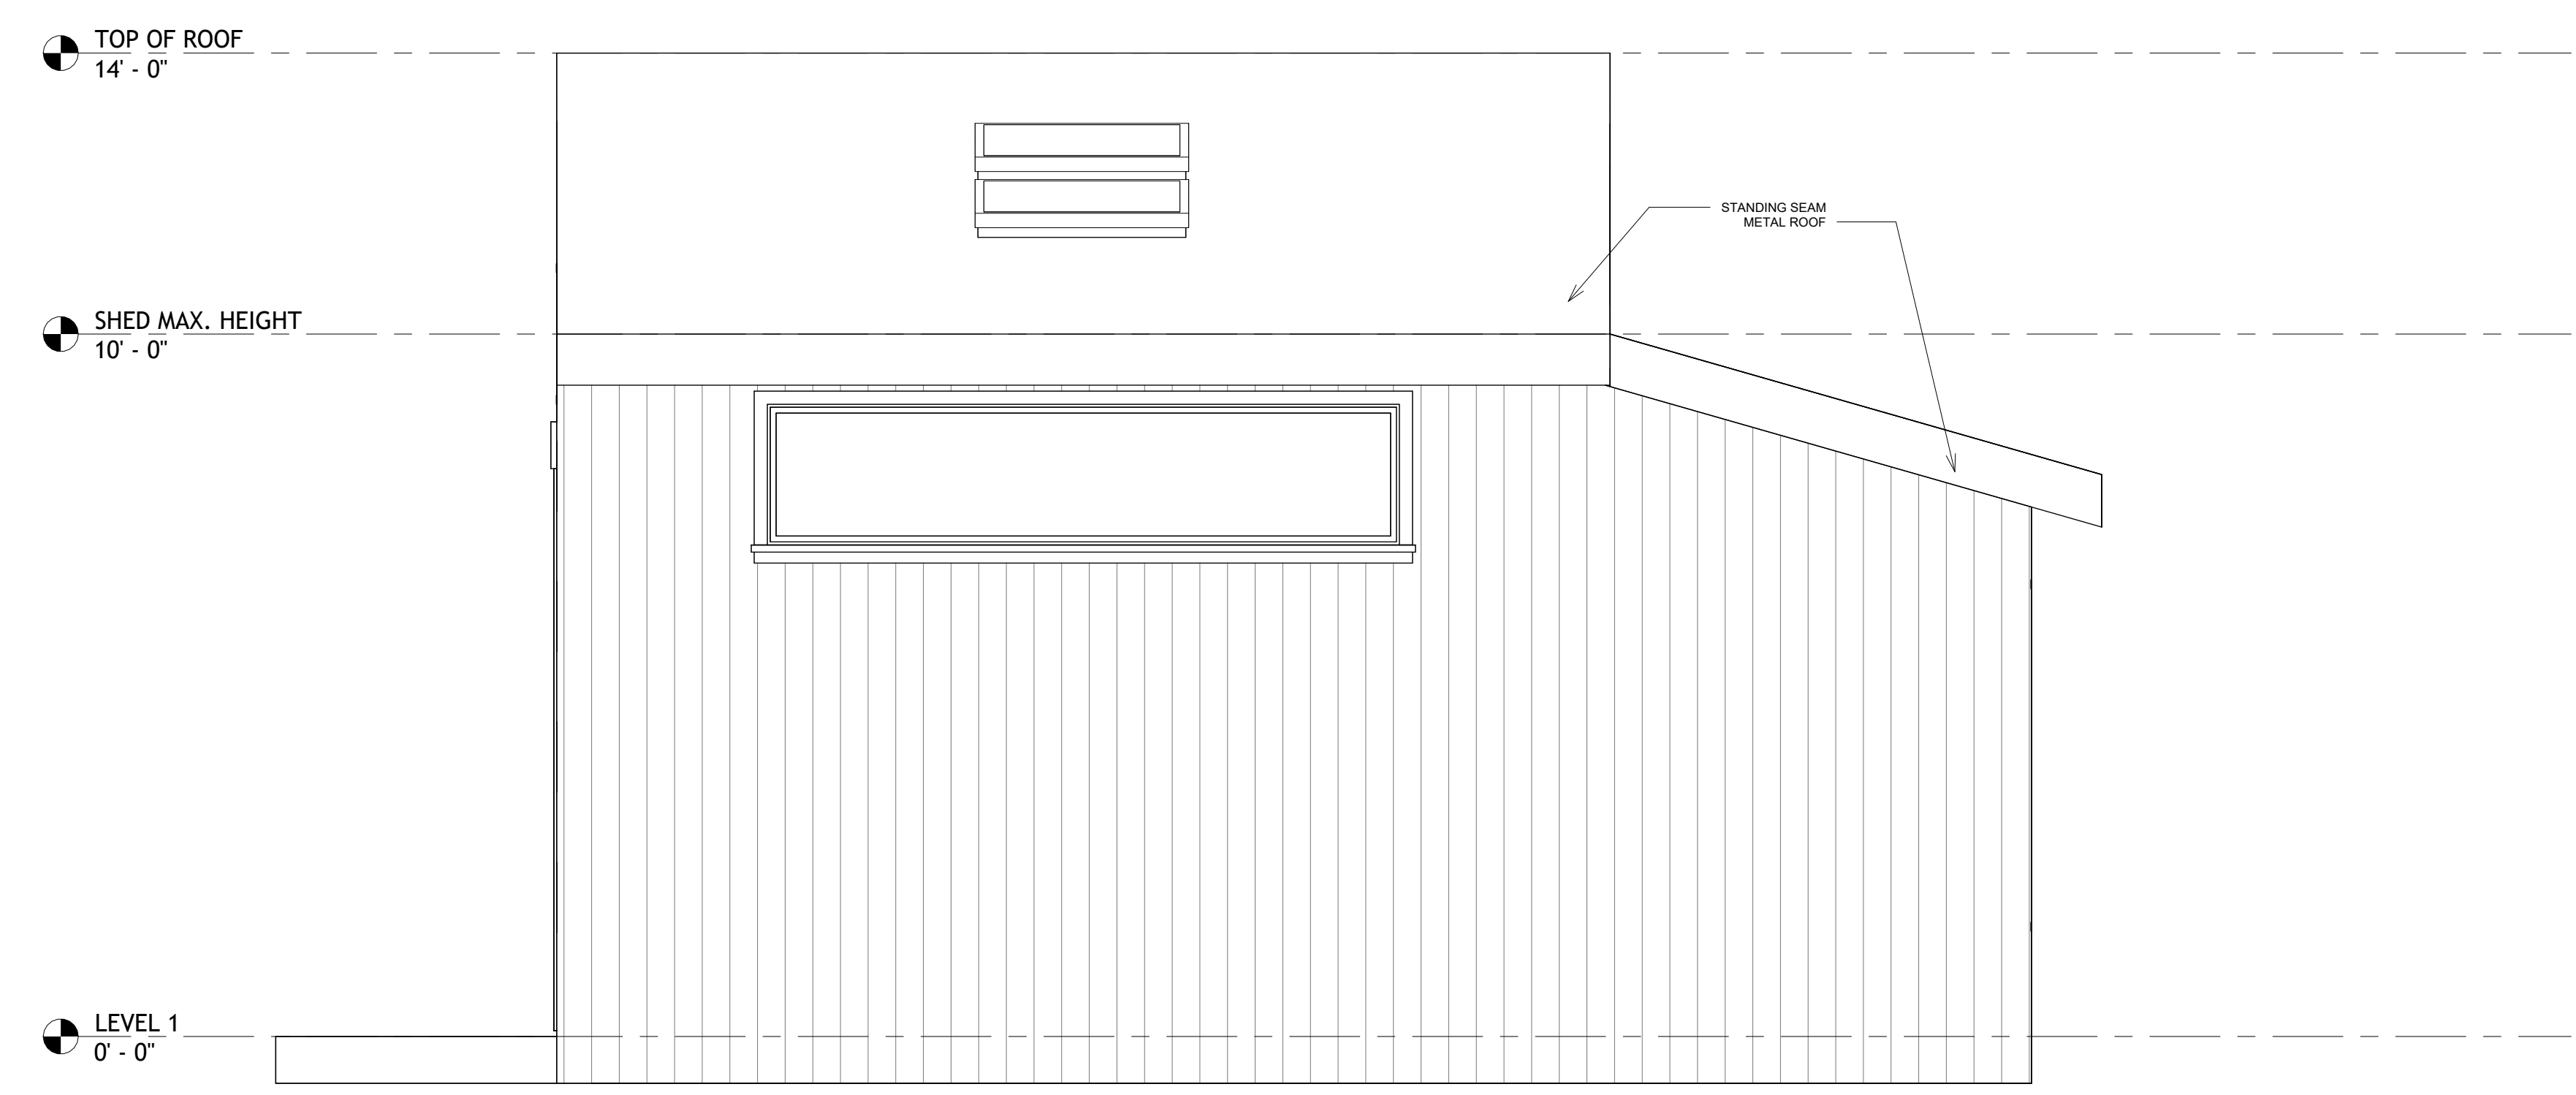 TOP OF ROOF
14' - 0"
STANDING SEAM
METAL ROOF
SHED MAX. HEIGHT
10' - 0"
LEVEL 1
0' - 0"